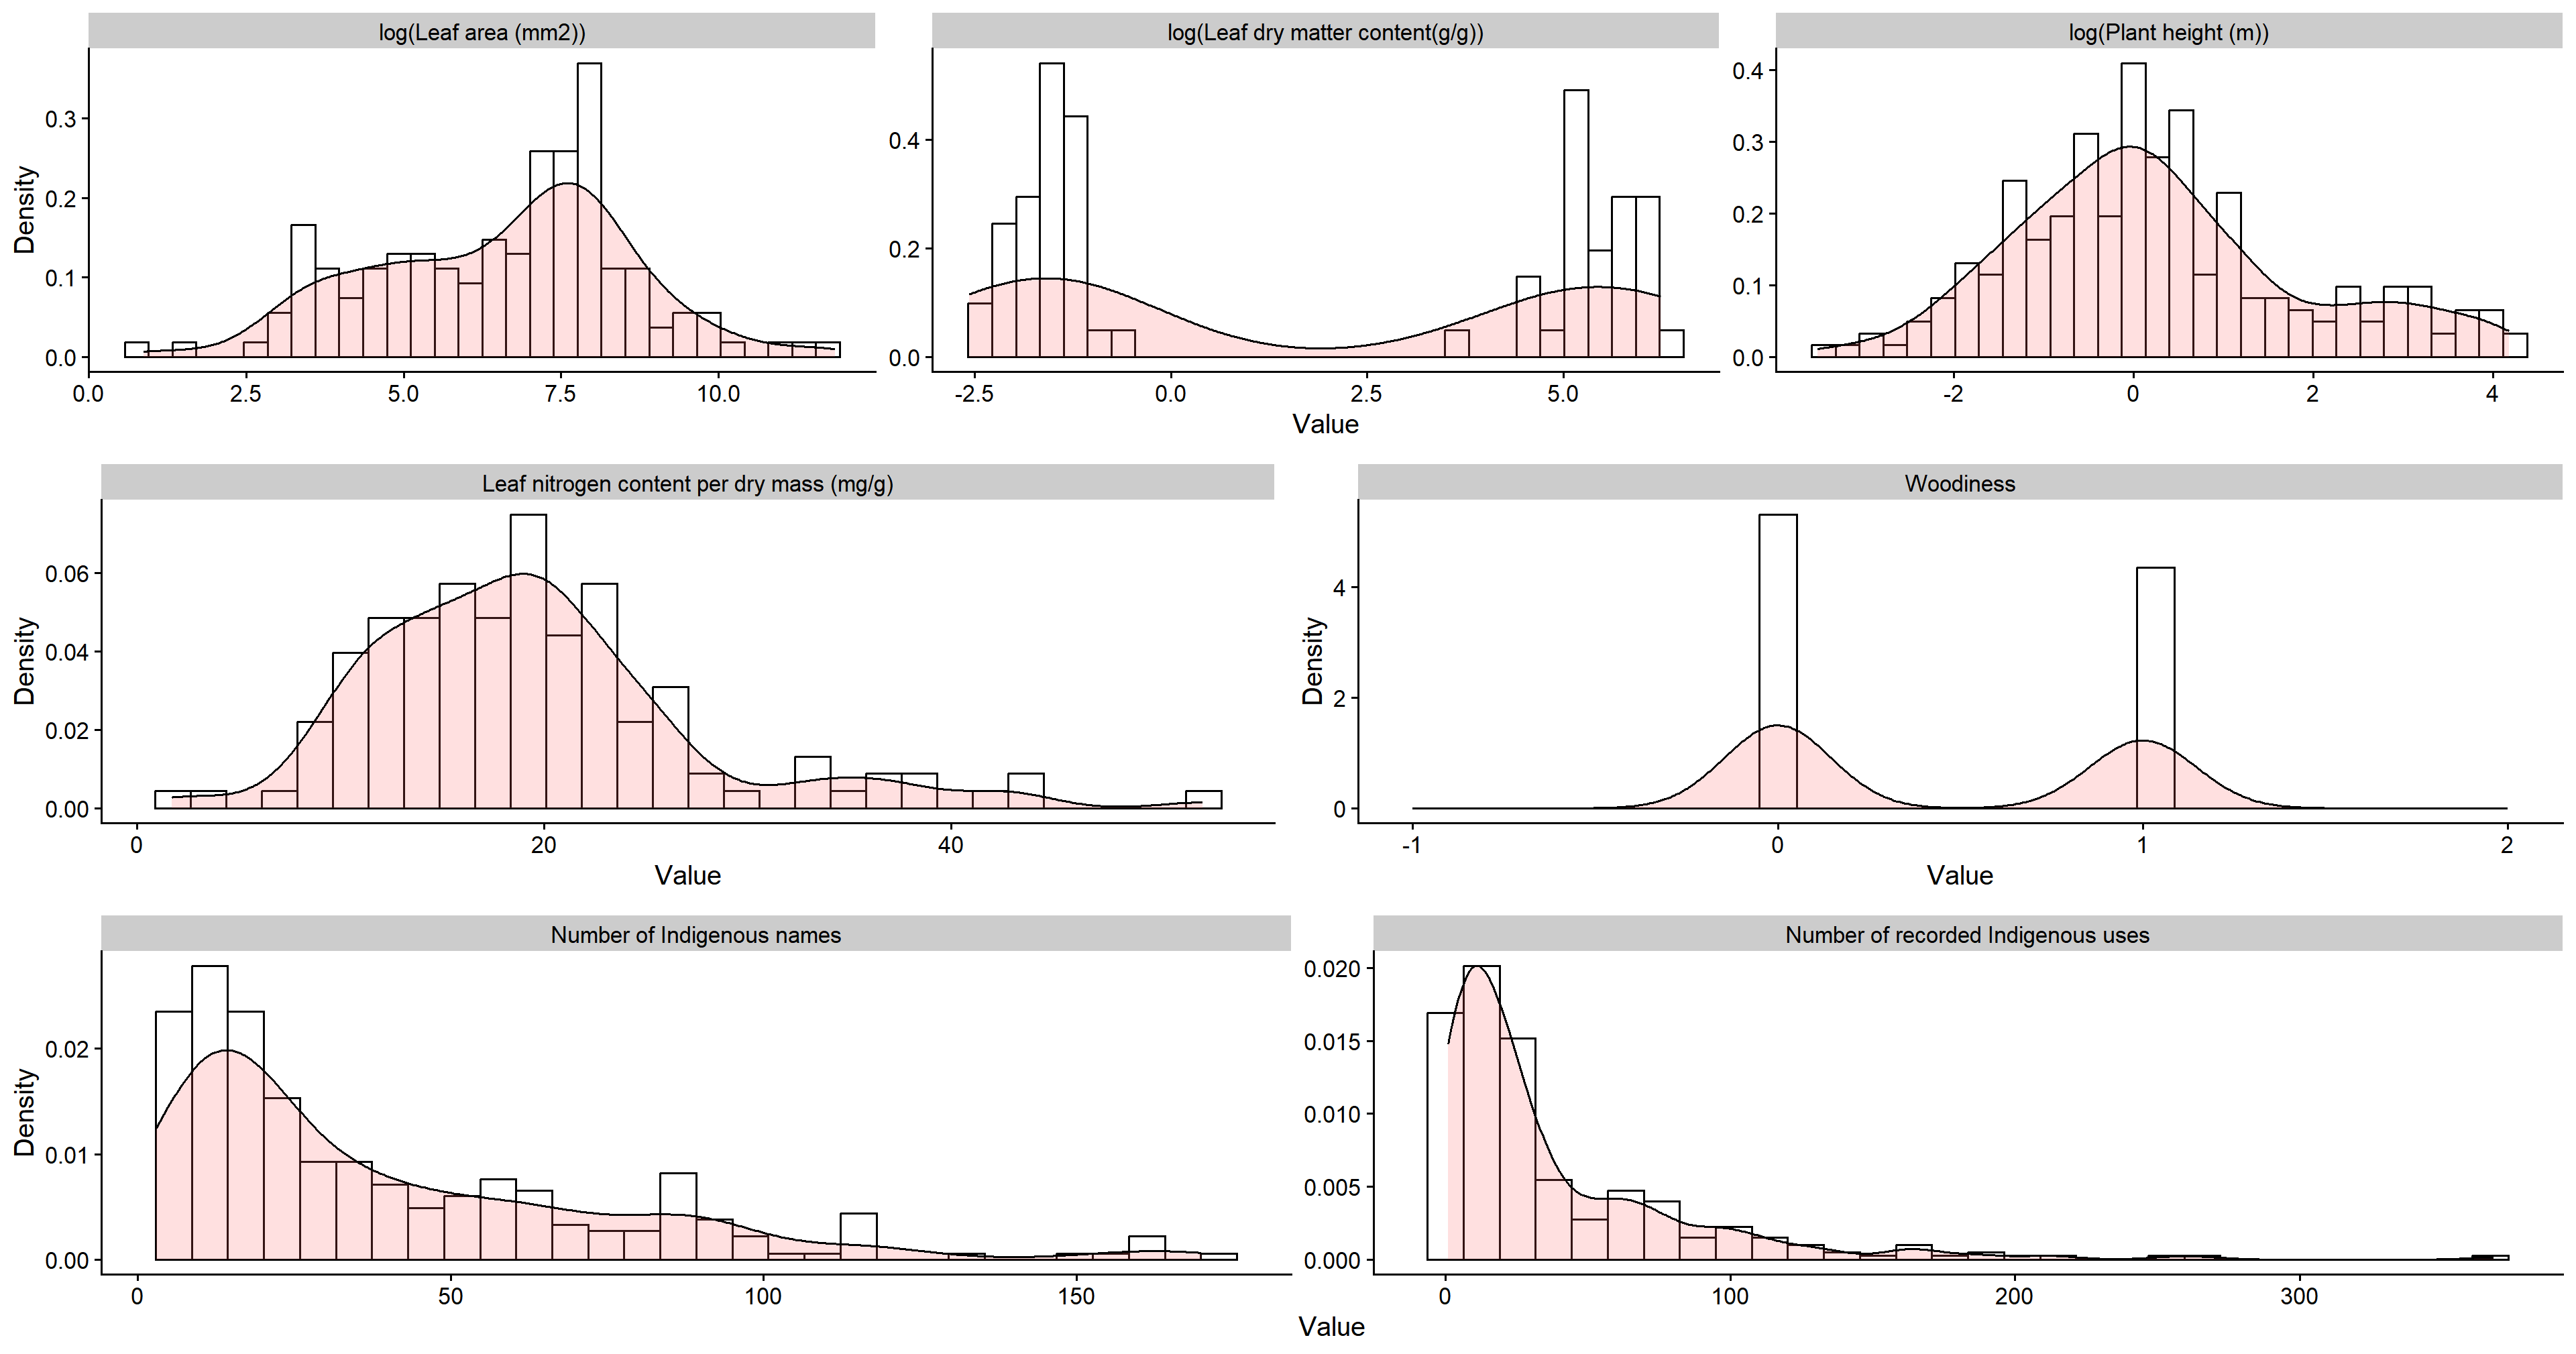 log(Leaf area (mm2))
log(Leaf dry matter content(g/g))
log(Plant height (m))
Density
0.3
0.2
0.1
0.0
0.4
0.2
0.0
0.4
0.3
0.2
0.1
0.0
0.0 2.5 5.0 7.5 10.0
-2.5 0.0 2.5 5.0
-2 0 2 4
Value
Leaf nitrogen content per dry mass (mg/g)
Woodiness
Density
0.06
0.04
0.02
0.00
Density
4
2
0
0 20 40
-1 0 1 2
Value
Value
Number of Indigenous names
Number of recorded Indigenous uses
Density
0.02
0.01
0.00
0.020
0.015
0.010
0.005
0.000
0 50 100 150
0 100 200 300
Value